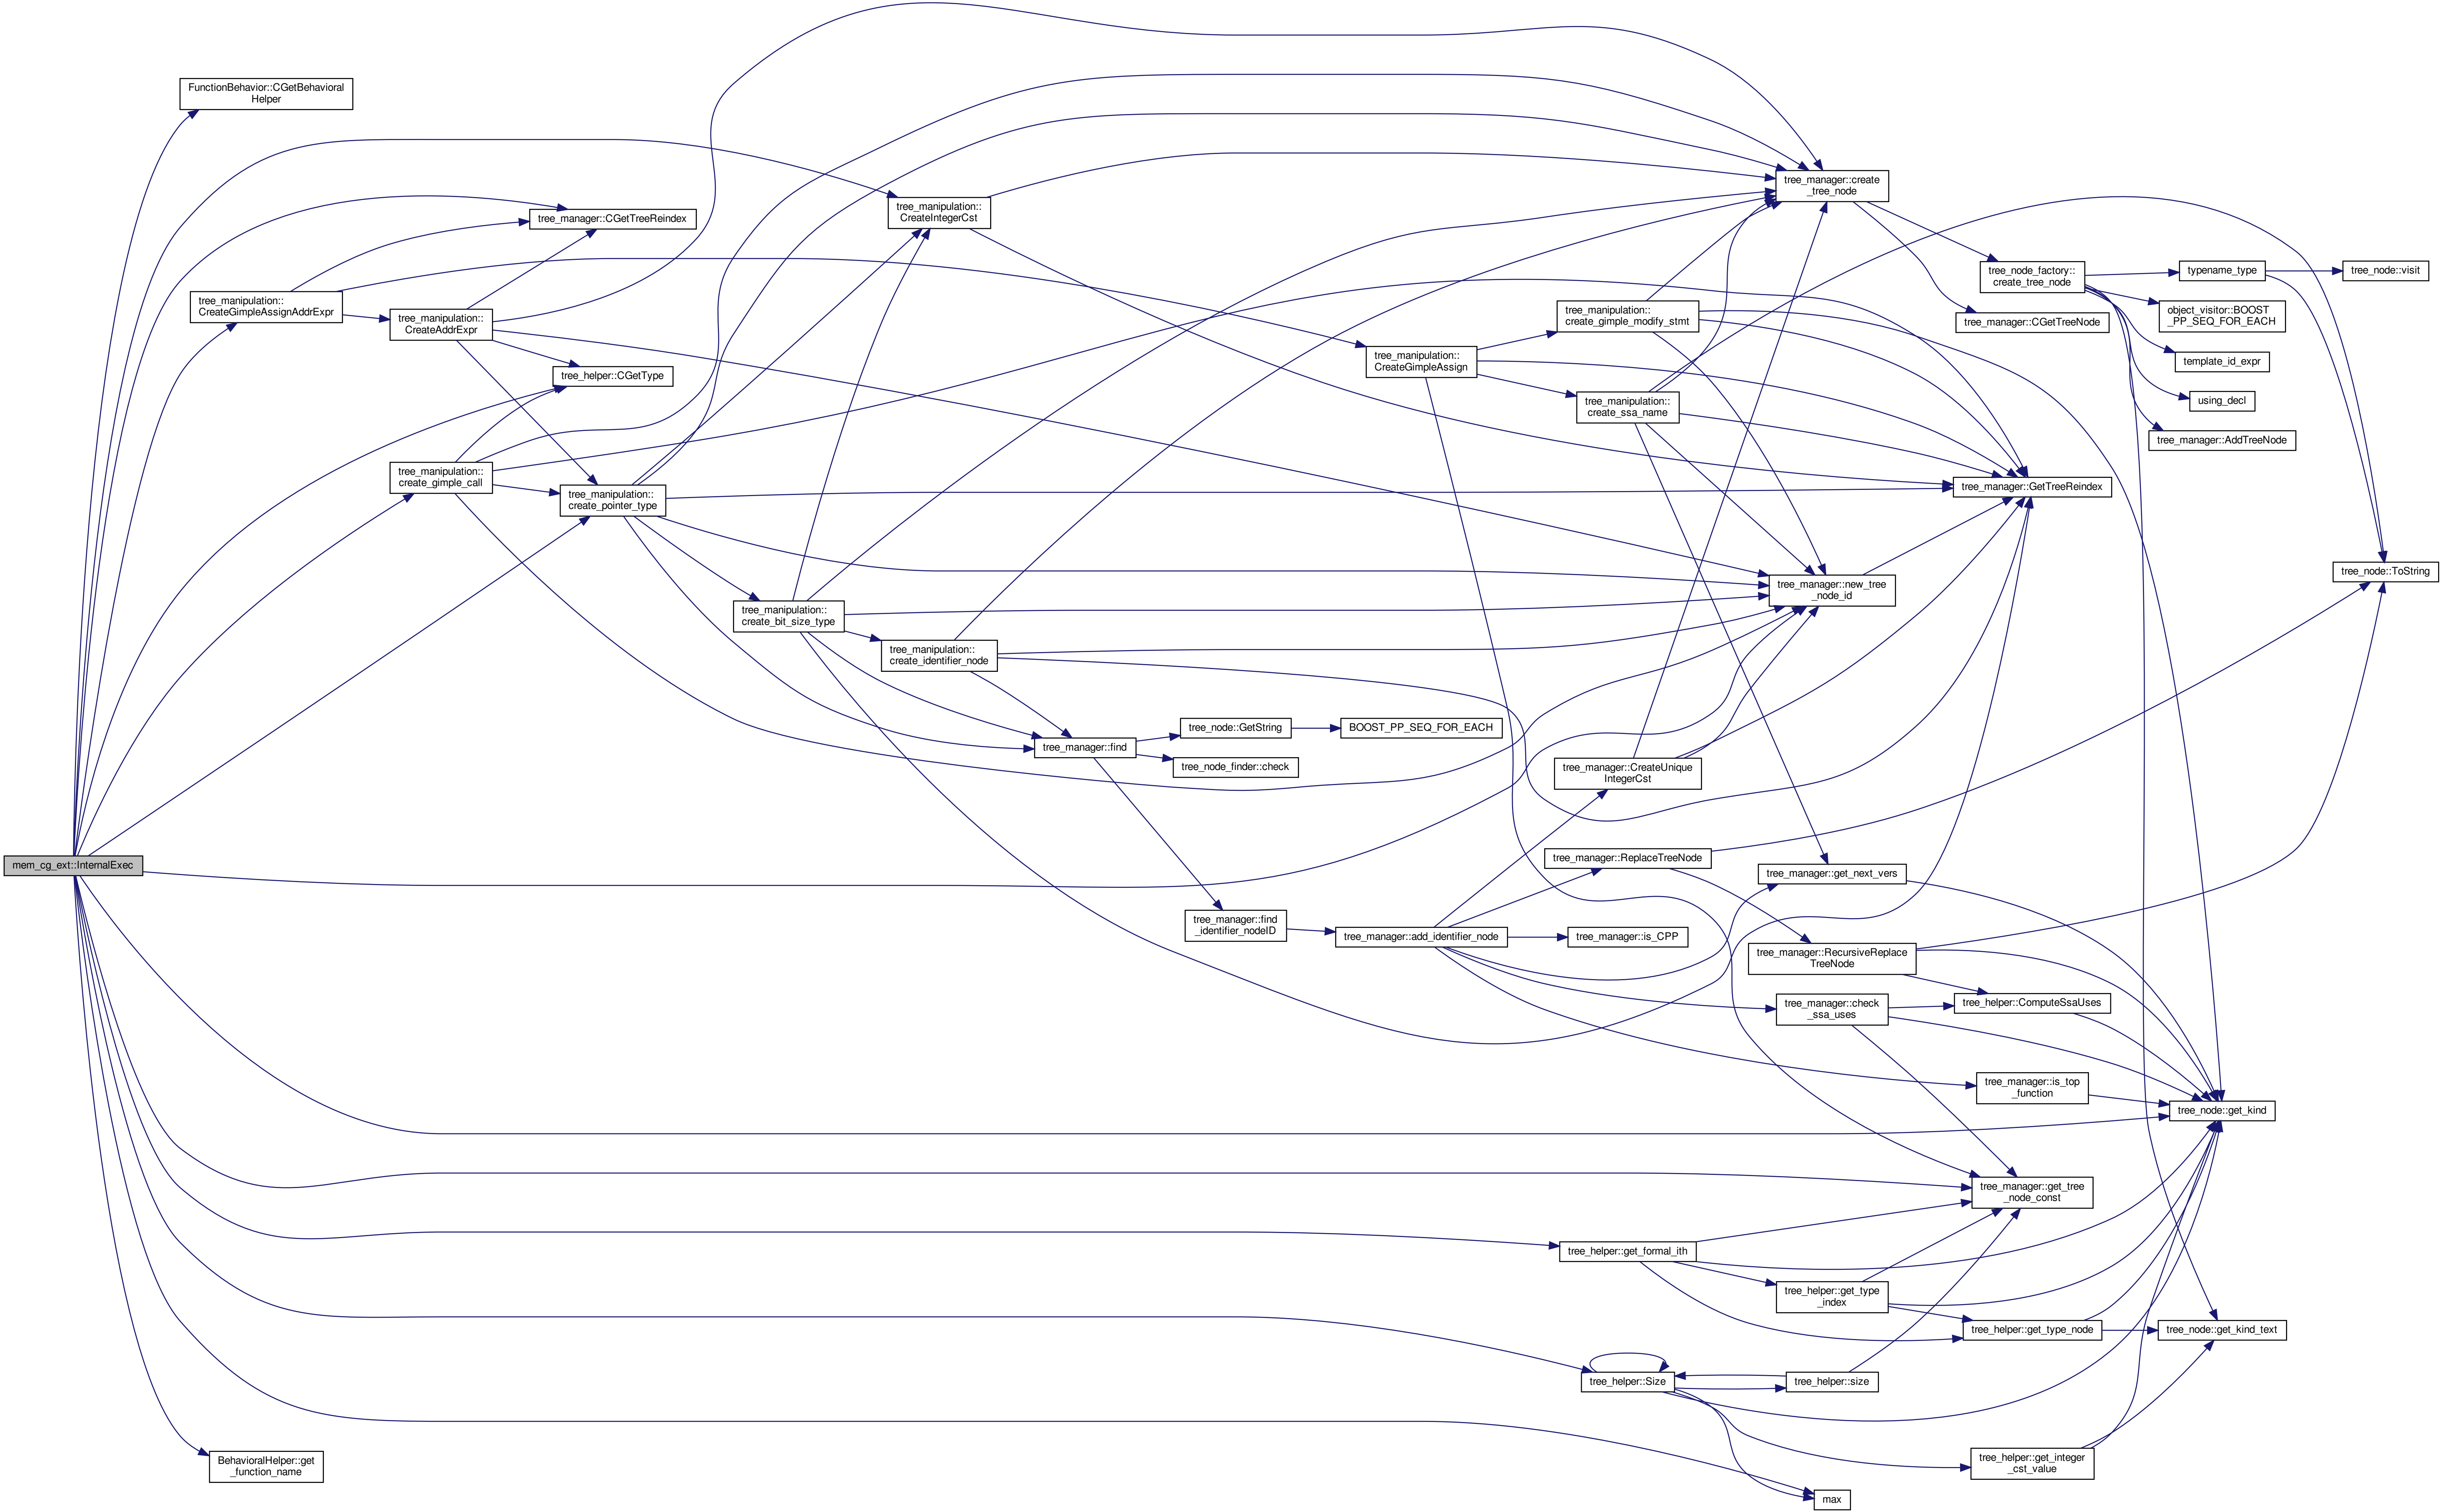 mem_cg_ext::InternalExec
FunctionBehavior::CGetBehavioral
Helper
tree_manager::CGetTreeReindex
tree_manipulation::
CreateGimpleAssignAddrExpr
tree_manipulation::
CreateAddrExpr
tree_helper::CGetType
tree_manipulation::
create_gimple_call
tree_manipulation::
create_pointer_type
tree_manipulation::
CreateIntegerCst
tree_manipulation::
create_bit_size_type
tree_manipulation::
create_identifier_node
tree_manager::find
tree_node::GetString
BOOST_PP_SEQ_FOR_EACH
tree_node_finder::check
tree_manager::find
_identifier_nodeID
tree_manager::add_identifier_node
tree_manipulation::
CreateGimpleAssign
tree_manipulation::
create_gimple_modify_stmt
tree_manipulation::
create_ssa_name
tree_manager::CreateUnique
IntegerCst
tree_manager::ReplaceTreeNode
tree_manager::is_CPP
tree_manager::create
_tree_node
tree_node_factory::
create_tree_node
tree_manager::CGetTreeNode
typename_type
tree_node::visit
object_visitor::BOOST
_PP_SEQ_FOR_EACH
template_id_expr
using_decl
tree_manager::AddTreeNode
tree_manager::GetTreeReindex
tree_manager::new_tree
_node_id
tree_node::ToString
tree_manager::get_next_vers
tree_manager::RecursiveReplace
TreeNode
tree_helper::ComputeSsaUses
tree_manager::check
_ssa_uses
tree_manager::is_top
_function
tree_node::get_kind
tree_manager::get_tree
_node_const
tree_helper::get_formal_ith
tree_helper::get_type
_index
tree_helper::get_type_node
tree_node::get_kind_text
tree_helper::Size
tree_helper::size
tree_helper::get_integer
_cst_value
max
BehavioralHelper::get
_function_name